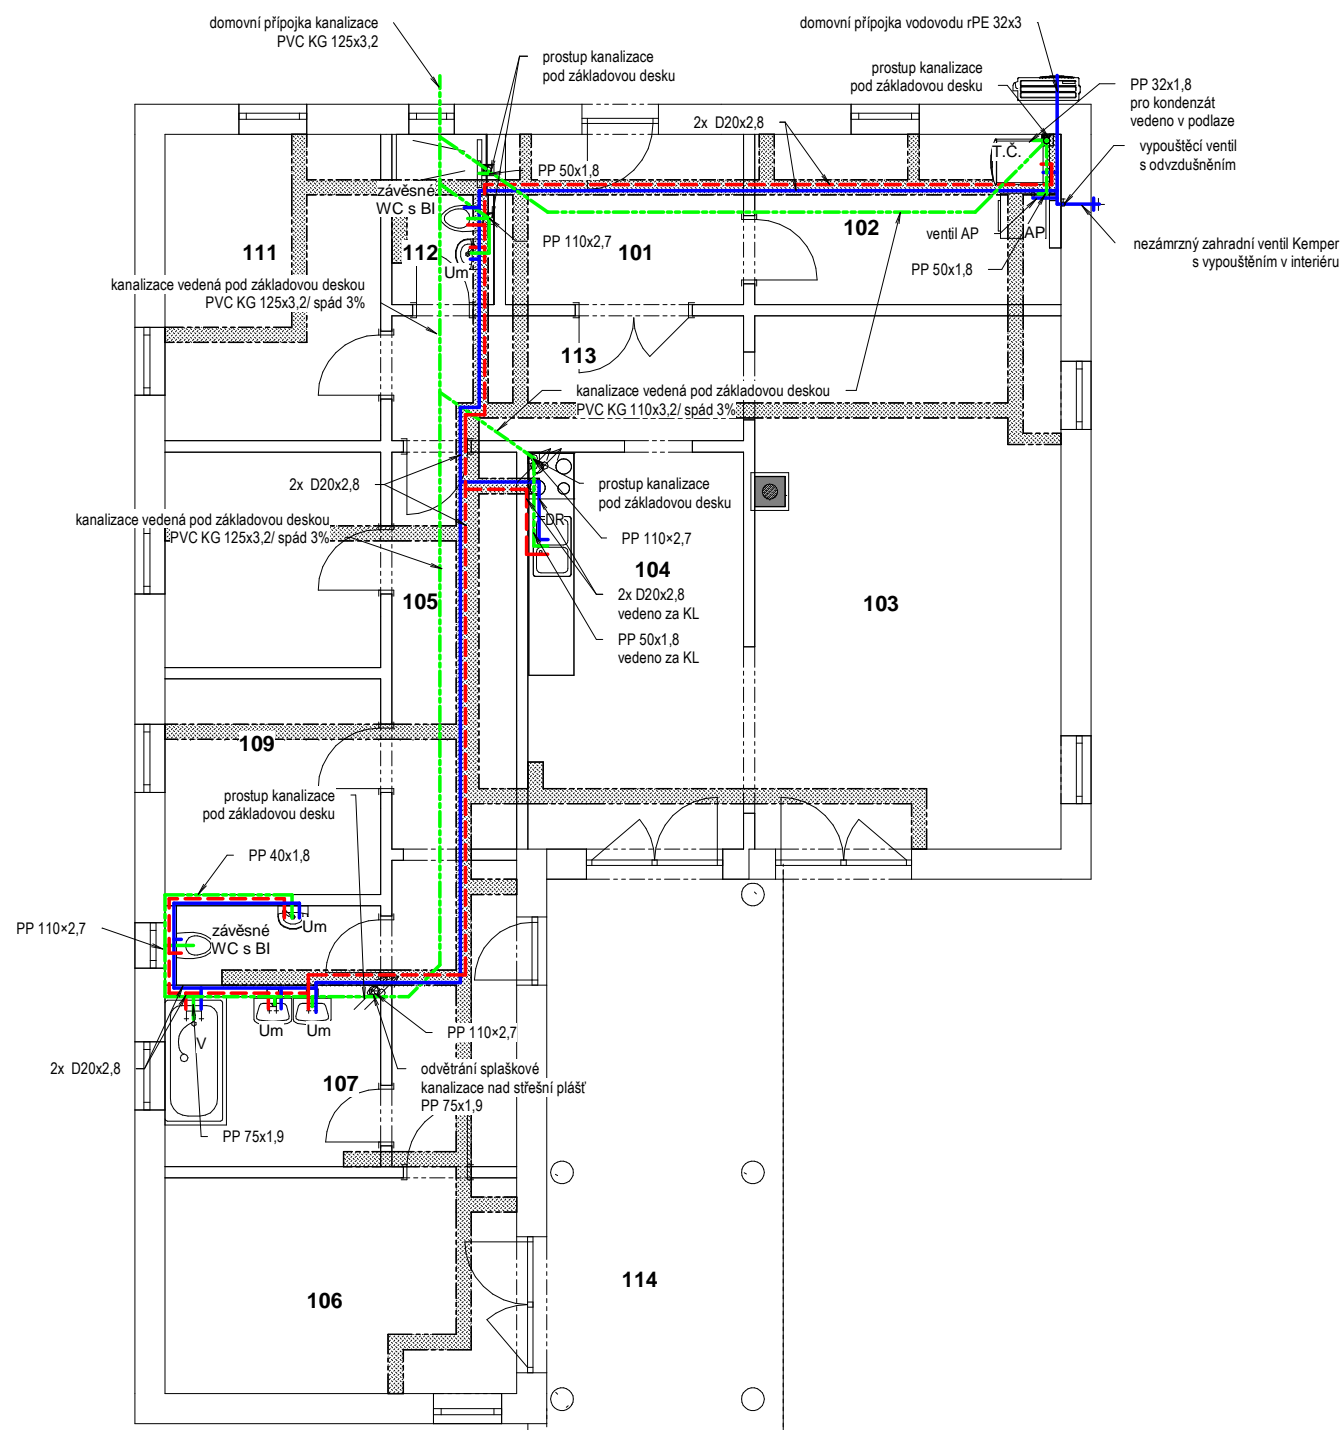 domovní přípojka kanalizace
PVC KG 125x3,2
domovní přípojka vodovodu rPE 32x3
prostup kanalizace
pod základovou desku
prostup kanalizace
pod základovou desku
PP 32x1,8
pro kondenzát
vedeno v podlaze
2x D20x2,8
T.Č.
vypouštěcí ventil
s odvzdušněním
PP 50x1,8
závěsné
WC s BI
111
112
Um
PP 110x2,7
101
102
ventil AP
AP
PP 50x1,8
nezámrzný zahradní ventil Kemper
s vypouštěním v interiéru
kanalizace vedená pod základovou deskou
PVC KG 125x3,2/ spád 3%
113
kanalizace vedená pod základovou deskou
PVC KG 110x3,2/ spád 3%
2x D20x2,8
prostup kanalizace
pod základovou desku
kanalizace vedená pod základovou deskou
PVC KG 125x3,2/ spád 3%
DR
PP 110×2,7
104
2x D20x2,8
vedeno za KL
PP 50x1,8
vedeno za KL
105
103
109
prostup kanalizace
pod základovou desku
PP 40x1,8
PP 110×2,7
závěsné
WC s BI
Um
Um
Um
V
PP 110×2,7
2x D20x2,8
107
odvětrání splaškové
kanalizace nad střešní plášť
PP 75x1,9
PP 75x1,9
106
114